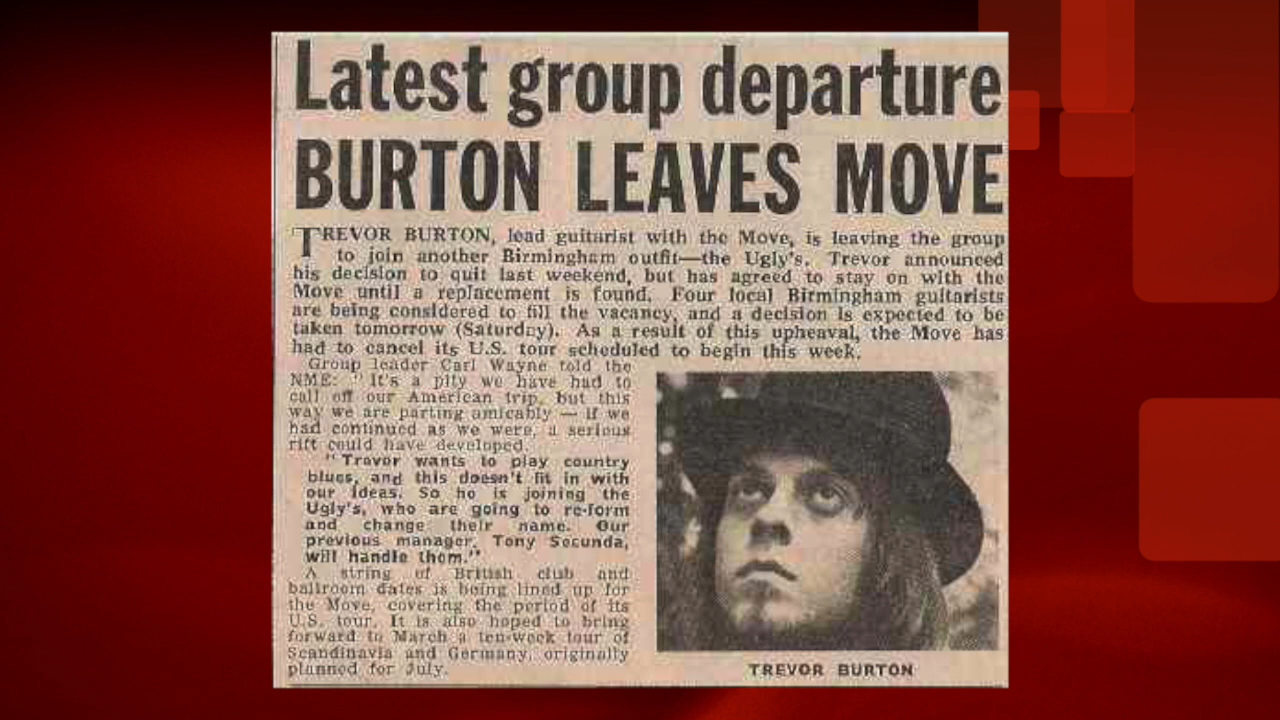 Latest group departure
BURTON LEAVES MOVE
TREVOR BURTON, lead guitarist with the Move, is leaving the group
to join another Birmingham outfit—the Ugly's. Trevor announced
his decision to quit last weekend, but has agreed to stay on with the
Move until a replacement is found. Four local Birmingham guitarists
are being considered to fill the vacancy, and a decision is expected to be
taken tomorrow (Saturday). As a result of this upheaval, the Move has
had to cancel its U.S. tour scheduled to begin this week.
Group leader Carl Wayne told the
NME: "It's a pity we have had to
call off our American trip, but this
way we are parting amicably — if we
had continued as we were, a serious
rift could have developed.
"Trevor wants to play country
blues, and this doesn't fit in with
our ideas. So he is joining the
Ugly's, who are going to re-form
and change their name. Our
previous manager, Tony Secunda,
will handle them."
A string of British club and
ballroom dates is being lined up for
the Move, covering the period of its
U.S. tour. It is also hoped to bring
forward to March a ten-week tour of
Scandinavia and Germany, originally
planned for July.
TREVOR BURTON